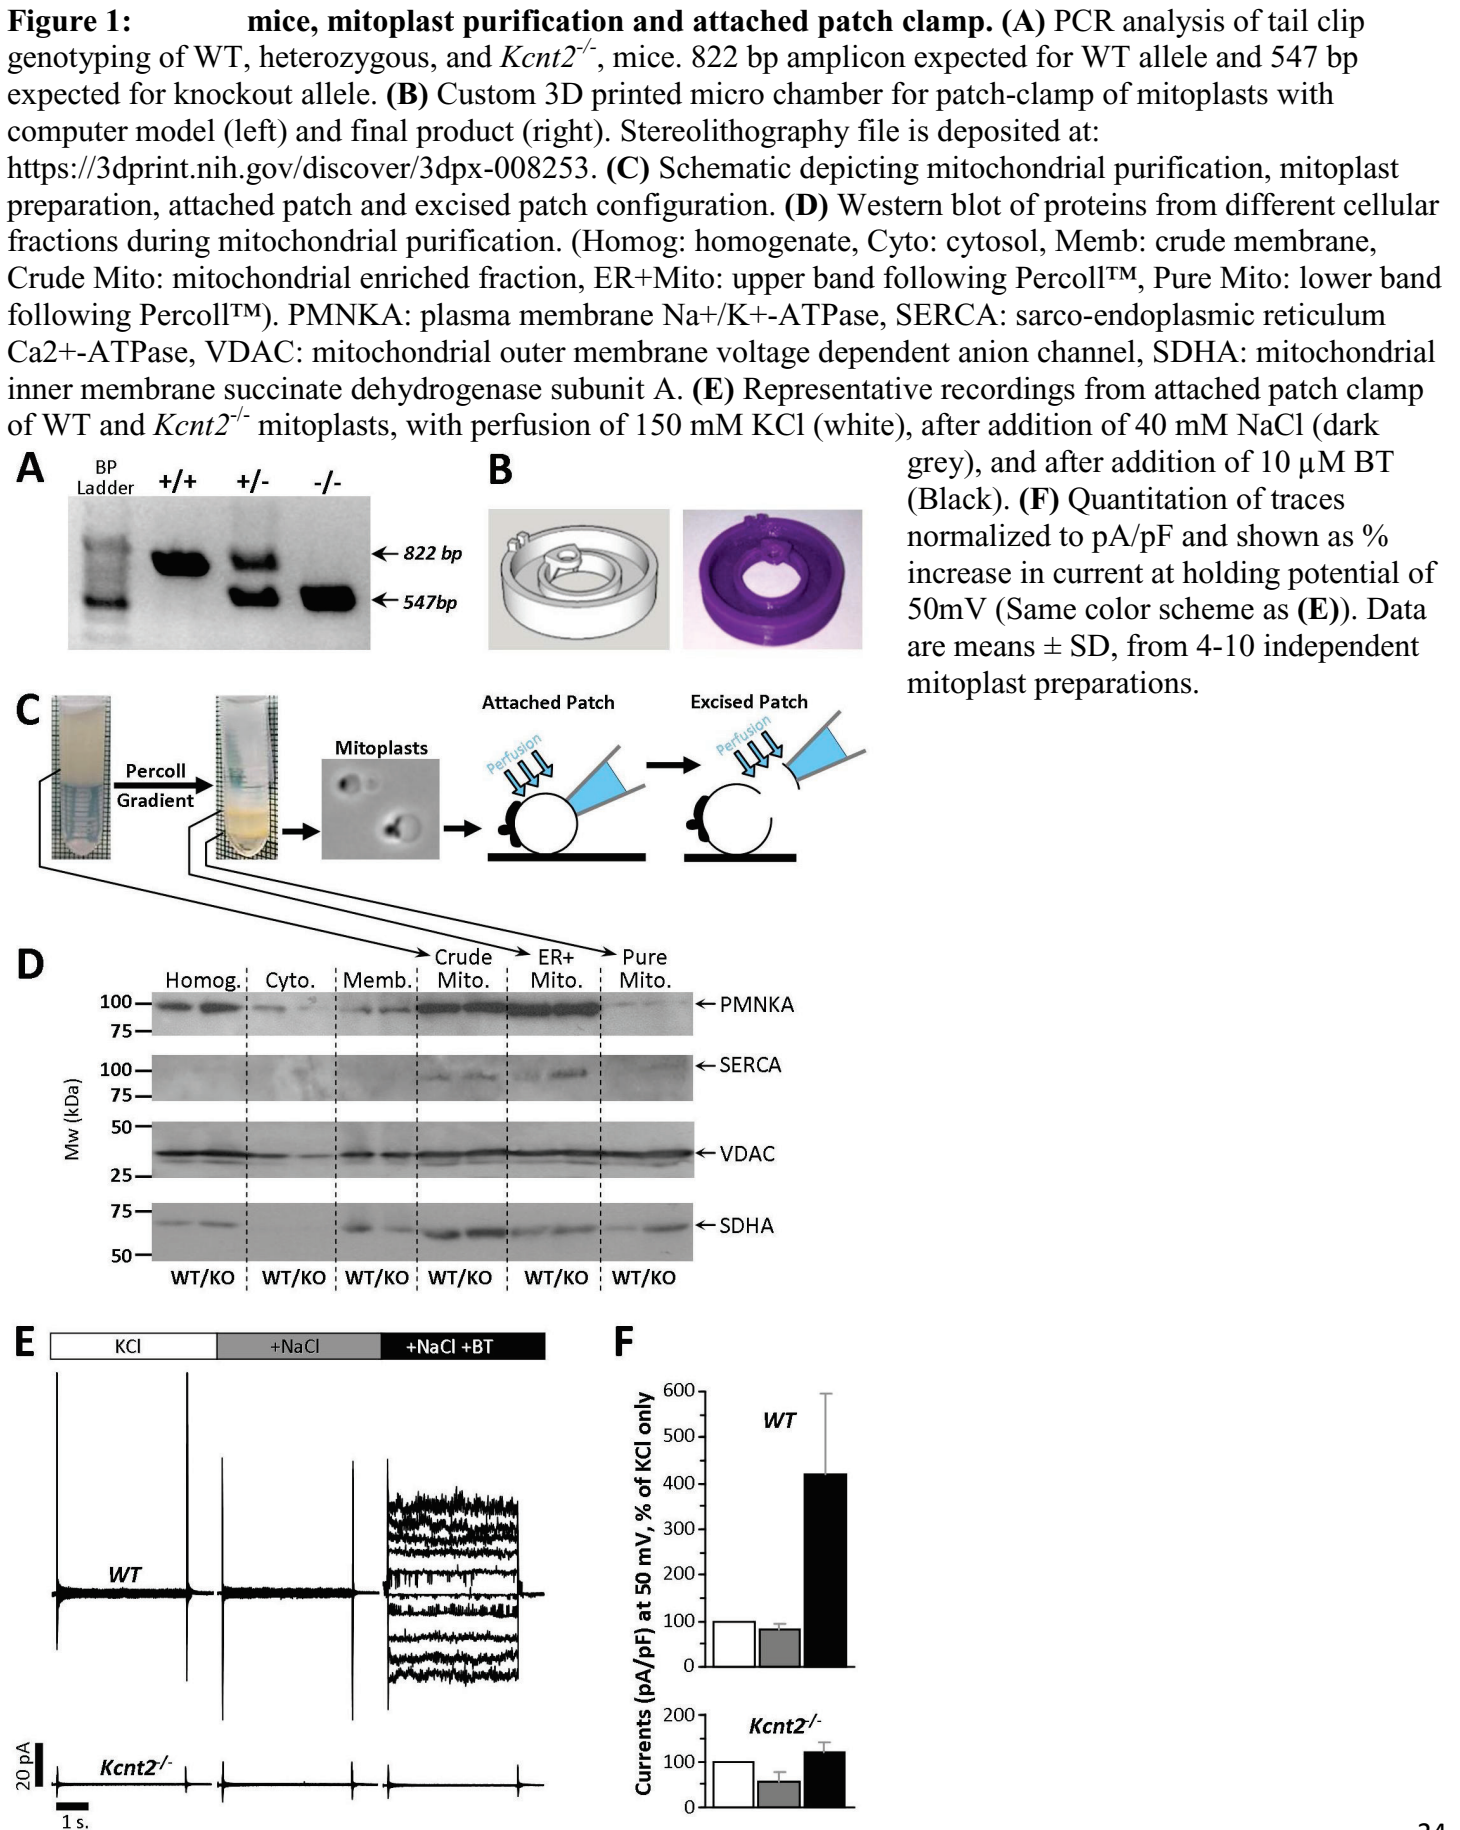 Figure 1: mice, mitoplast purification and attached patch clamp. (A) PCR analysis of tail clip
genotyping of WT, heterozygous, and Kcnt2-/-, mice. 822 bp amplicon expected for WT allele and 547 bp
expected for knockout allele. (B) Custom 3D printed micro chamber for patch-clamp of mitoplasts with
computer model (left) and final product (right). Stereolithography file is deposited at:
https://3dprint.nih.gov/discover/3dpx-008253. (C) Schematic depicting mitochondrial purification, mitoplast
preparation, attached patch and excised patch configuration. (D) Western blot of proteins from different cellular
fractions during mitochondrial purification. (Homog: homogenate, Cyto: cytosol, Memb: crude membrane,
Crude Mito: mitochondrial enriched fraction, ER+Mito: upper band following Percoll™, Pure Mito: lower band
following Percoll™). PMNKA: plasma membrane Na+/K+-ATPase, SERCA: sarco-endoplasmic reticulum
Ca2+-ATPase, VDAC: mitochondrial outer membrane voltage dependent anion channel, SDHA: mitochondrial
inner membrane succinate dehydrogenase subunit A. (E) Representative recordings from attached patch clamp
of WT and Kcnt2-/- mitoplasts, with perfusion of 150 mM KCl (white), after addition of 40 mM NaCl (dark
grey), and after addition of 10 µM BT
(Black). (F) Quantitation of traces
normalized to pA/pF and shown as %
increase in current at holding potential of
50mV (Same color scheme as (E)). Data
are means ± SD, from 4-10 independent
mitoplast preparations.
A
BP
Ladder
+/+
+/-
-/-
822 bp
547bp
B
C
Percoll
Gradient
Mitoplasts
Attached Patch
Perfusion
Excised Patch
Perfusion
D
Homog.
Cyto.
Memb.
Crude
Mito.
ER+
Mito.
Pure
Mito.
Mw (kDa)
100
75
PMNKA
100
75
SERCA
50
25
VDAC
75
50
SDHA
WT/KO
WT/KO
WT/KO
WT/KO
WT/KO
WT/KO
E
KCl
+NaCl
+NaCl +BT
WT
Kcnt2-/-
20 pA
1 s.
F
Currents (pA/pF) at 50 mV, % of KCl only
600
500
400
300
200
100
0
WT
200
100
0
Kcnt2-/-